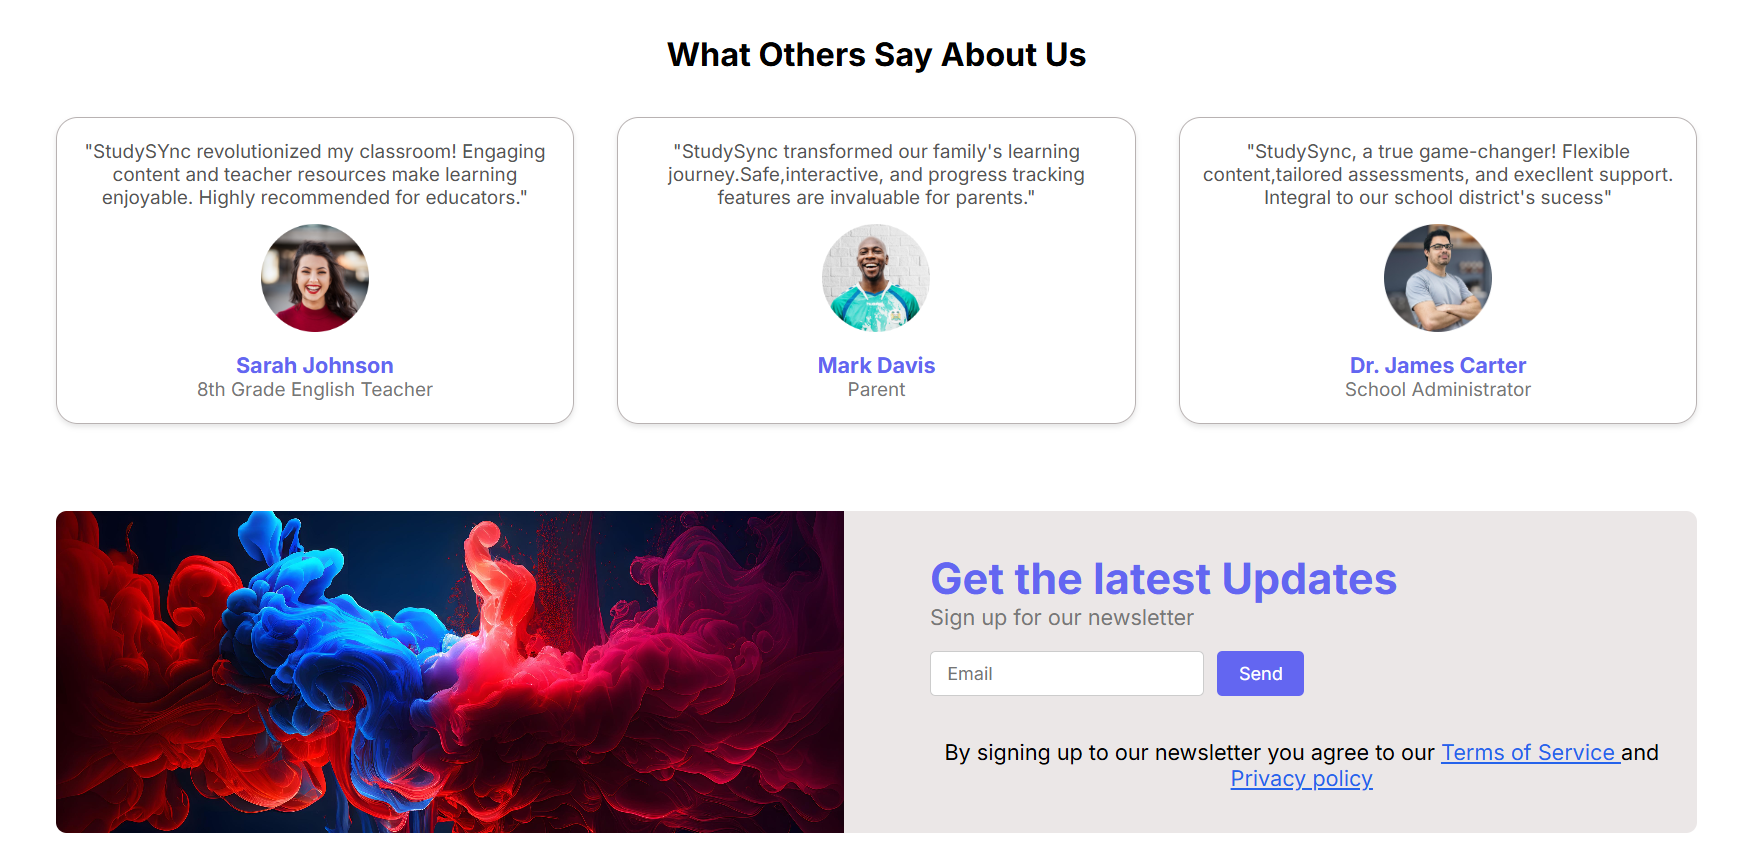 What Others Say About Us
"StudySYnc revolutionized my classroom! Engaging
content and teacher resources make learning
enjoyable. Highly recommended for educators."
Sarah Johnson
8th Grade English Teacher
"StudySync transformed our family's learning
journey.Safe,interactive, and progress tracking
features are invaluable for parents."
Mark Davis
Parent
"StudySync, a true game-changer! Flexible
content,tailored assessments, and execllent support.
Integral to our school district's sucess"
Dr. James Carter
School Administrator
Get the latest Updates
Sign up for our newsletter
Email
Send
By signing up to our newsletter you agree to our Terms of Service and
Privacy policy